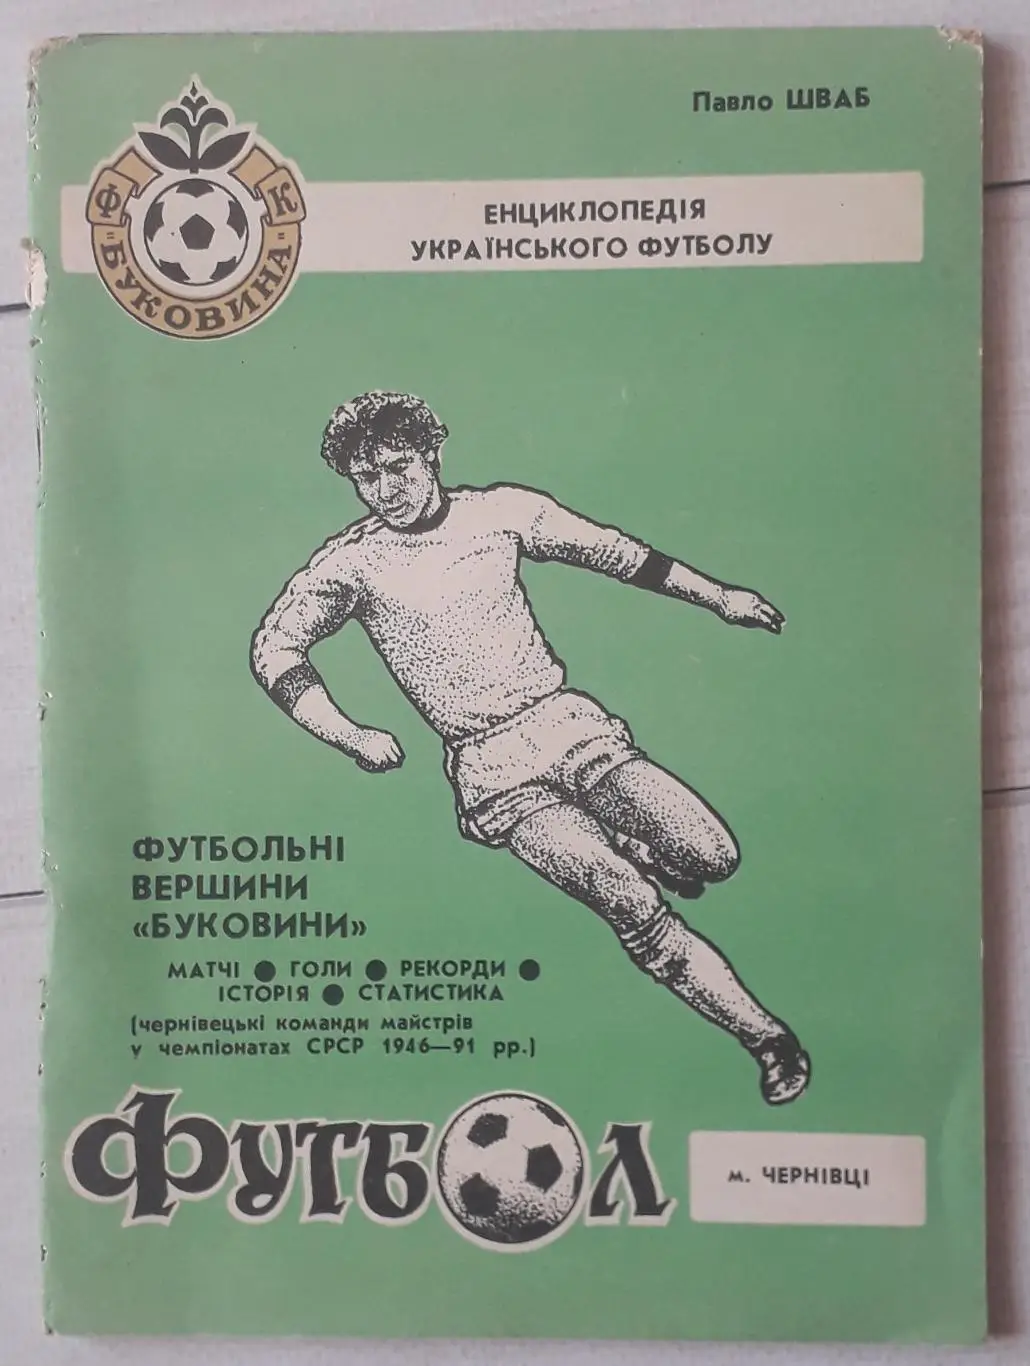 Павло ШВАБ
Ф К
"БУКОВИНА"
ЕНЦИКЛОПЕДІЯ
УКРАЇНСЬКОГО ФУТБОЛУ
ФУТБОЛЬНІ
ВЕРШИНИ
«БУКОВИНИ»
МАТЧІ ● ГОЛИ ● РЕКОРДИ ●
ІСТОРІЯ ● СТАТИСТИКА
(чернівецькі команди майстрів
у чемпіонатах СРСР 1946—91 рр.)
ФУТБОЛ
м. ЧЕРНІВЦІ